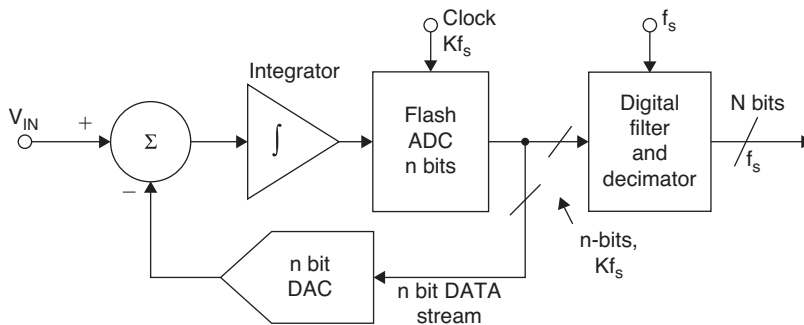 Clock
Kf_s
f_s
Integrator
V_IN
+
Σ
∫
Flash
ADC
n bits
Digital
filter
and
decimator
N bits
f_s
−
n-bits,
Kf_s
n bit
DAC
n bit DATA
stream